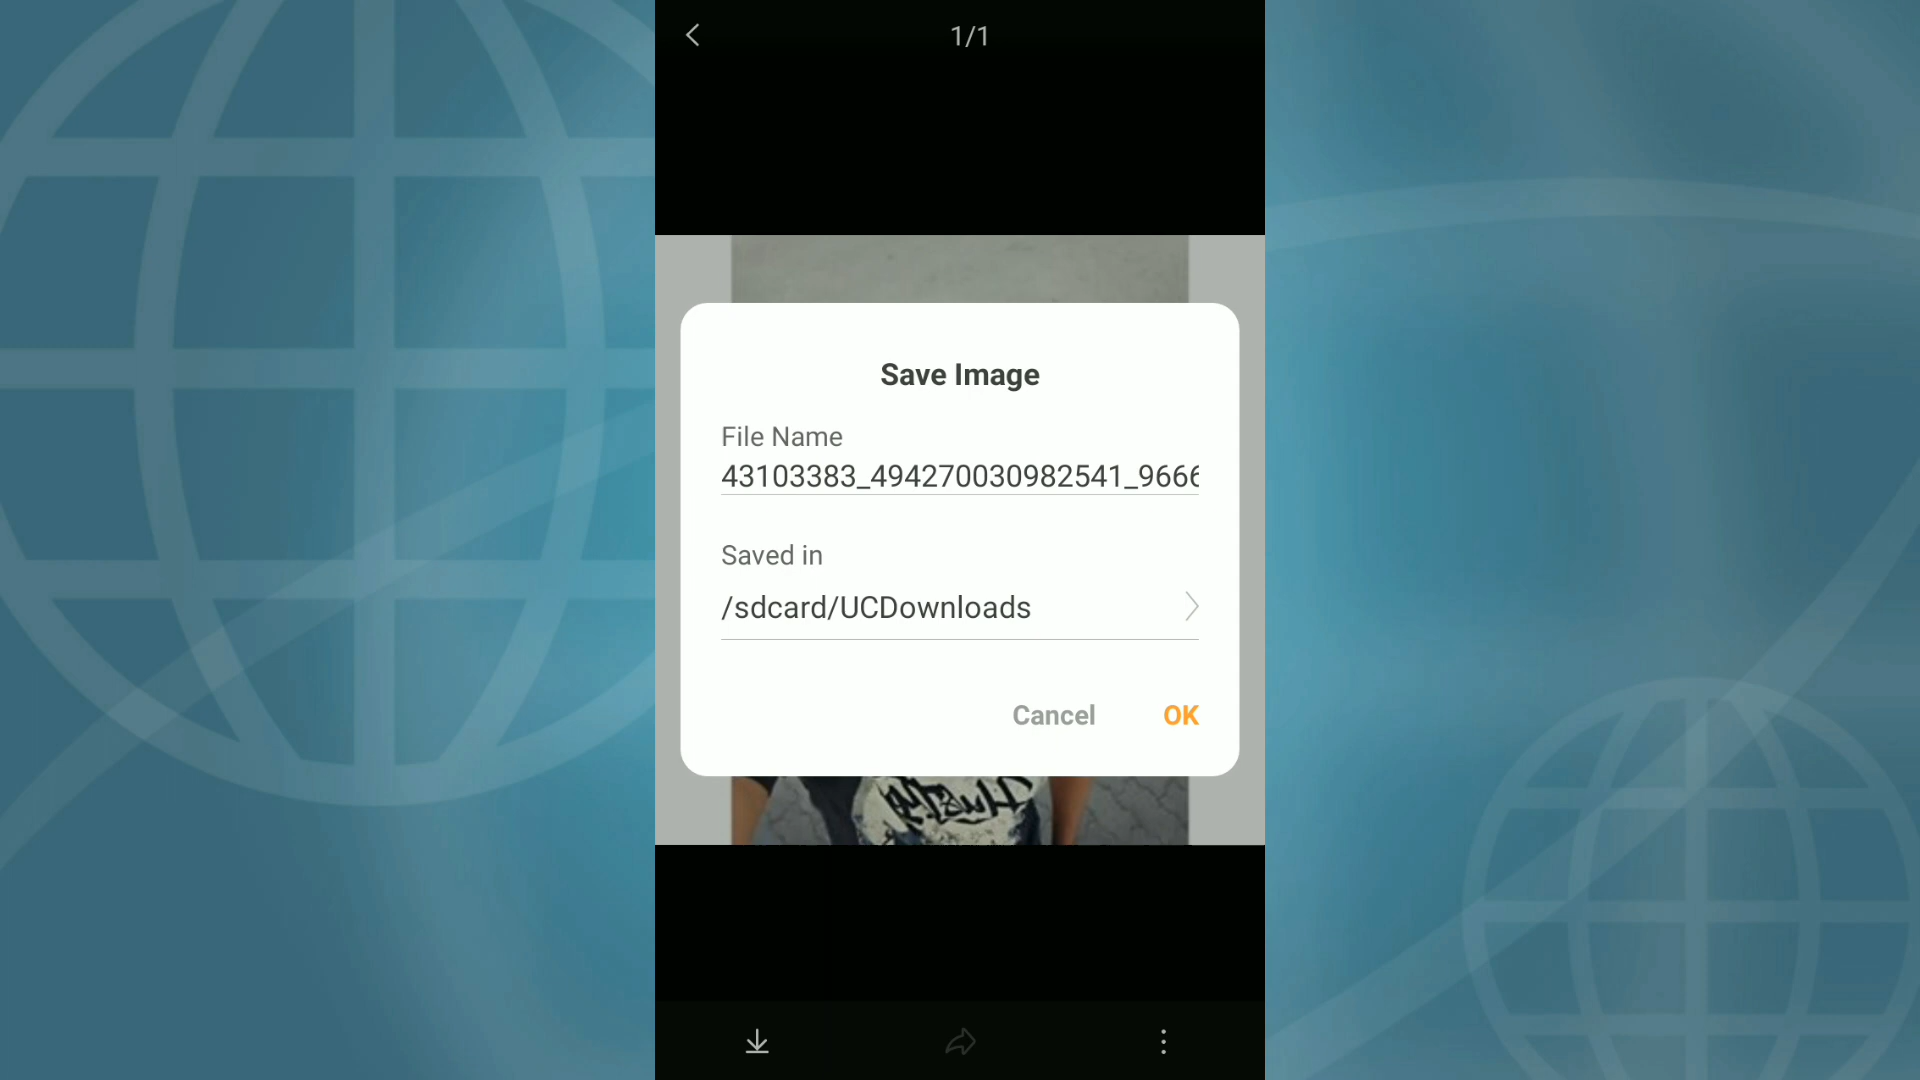 1/1
Save Image
File Name
43103383_494270030982541_9666
Saved in
/sdcard/UCDownloads
Cancel
OK